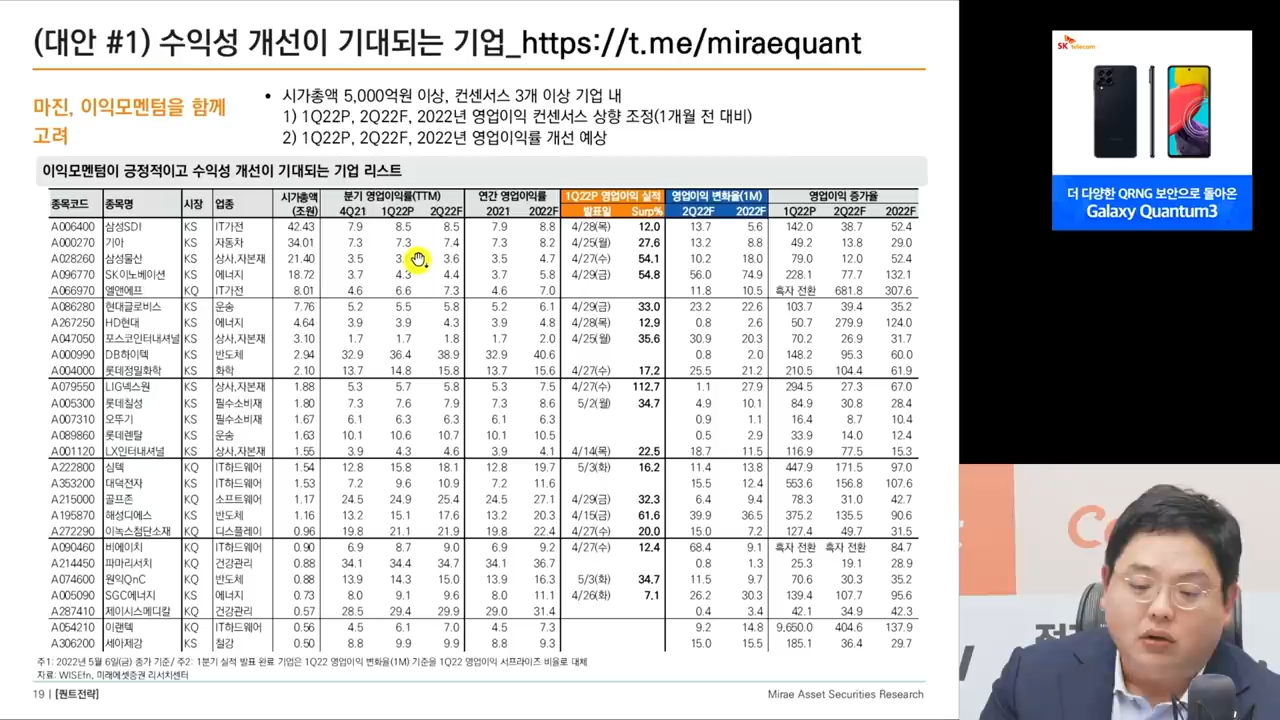 (대안 #1) 수익성 개선이 기대되는 기업_https://t.me/miraequant
마진, 이익모멘텀을 함께
고려
• 시가총액 5,000억원 이상, 컨센서스 3개 이상 기업 내
1) 1Q22P, 2Q22F, 2022년 영업이익 컨센서스 상향 조정(1개월 전 대비)
2) 1Q22P, 2Q22F, 2022년 영업이익률 개선 예상
이익모멘텀이 긍정적이고 수익성 개선이 기대되는 기업 리스트
종목코드 종목명 시장 업종 시가총액 (조원) 분기 영업이익률(TTM) 연간 영업이익률 1Q22P 영업이익 실적 영업이익 변화율(1M) 영업이익 증가율
4Q21 1Q22P 2Q22F 2021 2022F 발표일 Surp% 2Q22F 2022F 1Q22P 2Q22F 2022F
A006400 삼성SDI KS IT가전 42.43 7.9 8.5 8.5 7.9 8.8 4/28(목) 12.0 13.7 5.6 142.0 38.7 52.4
A000270 기아 KS 자동차 34.01 7.3 7.3 7.4 7.3 8.2 4/25(월) 27.6 13.2 8.8 49.2 13.8 29.0
A028260 삼성물산 KS 상사,자본재 21.40 3.5 3.6 3.5 4.7 4/27(수) 54.1 10.2 18.0 79.0 12.0 52.4
A096770 SK이노베이션 KS 에너지 18.72 3.7 4.3 4.4 3.7 5.8 4/29(금) 54.8 56.0 74.9 228.1 77.7 132.1
A066970 엘앤에프 KQ IT가전 8.01 4.6 6.6 7.3 4.6 7.0 11.8 10.5 흑자 전환 681.8 307.6
A086280 현대글로비스 KS 운송 7.76 5.2 5.5 5.8 5.2 6.1 4/29(금) 33.0 23.2 22.6 103.7 39.4 35.2
A267250 HD현대 KS 에너지 4.64 3.9 3.9 4.3 3.9 4.8 4/28(목) 12.9 0.8 2.6 50.7 279.9 124.0
A047050 포스코인터내셔널 KS 상사,자본재 3.10 1.7 1.7 1.8 1.7 2.0 4/25(월) 35.6 30.9 20.3 70.2 26.9 31.7
A000990 DB하이텍 KS 반도체 2.94 32.9 36.4 38.9 32.9 40.6 0.8 2.0 148.2 95.3 60.0
A004000 롯데정밀화학 KS 화학 2.10 13.7 14.8 15.8 13.7 15.6 4/27(수) 17.2 25.5 21.2 210.5 104.4 61.9
A079550 LIG넥스원 KS 상사,자본재 1.88 5.3 5.7 5.8 5.3 7.5 4/27(수) 112.7 1.1 27.9 294.5 27.3 67.0
A005300 롯데칠성 KS 필수소비재 1.80 7.3 7.6 7.9 7.3 8.6 5/2(월) 34.7 4.9 10.1 84.9 30.8 28.4
A007310 오뚜기 KS 필수소비재 1.67 6.1 6.3 6.3 6.1 6.3 0.9 1.1 16.4 8.7 10.4
A089860 롯데렌탈 KS 운송 1.63 10.1 10.6 10.7 10.1 10.5 0.5 2.9 33.9 14.0 12.4
A001120 LX인터내셔널 KS 상사,자본재 1.55 3.9 4.3 4.6 3.9 4.1 4/14(목) 22.5 18.7 11.5 116.9 77.5 15.3
A222800 심텍 KQ IT하드웨어 1.54 12.8 15.8 18.1 12.8 19.7 5/3(화) 16.2 11.4 13.8 447.9 171.5 97.0
A353200 대덕전자 KS IT하드웨어 1.53 7.2 9.6 10.9 7.2 11.6 15.5 12.4 553.6 156.8 107.6
A215000 골프존 KQ 소프트웨어 1.17 24.5 24.9 25.4 24.5 27.1 4/29(금) 32.3 6.4 9.4 78.3 31.0 42.7
A195870 해성디에스 KS 반도체 1.16 13.2 15.1 17.6 13.2 20.3 4/15(금) 61.6 39.9 36.5 375.2 135.5 90.6
A272290 이녹스첨단소재 KQ 디스플레이 0.96 19.8 21.1 21.9 19.8 22.4 4/27(수) 20.0 15.0 7.2 127.4 49.7 31.5
A090460 비에이치 KQ IT하드웨어 0.90 6.9 8.7 9.0 6.9 9.2 4/27(수) 12.4 68.4 9.1 흑자 전환 흑자 전환 84.7
A214450 파마리서치 KQ 건강관리 0.88 34.1 34.4 34.7 34.1 36.7 0.8 1.3 25.3 19.1 28.9
A074600 원익QnC KQ 반도체 0.88 13.9 14.3 15.0 13.9 16.3 5/3(화) 34.7 11.5 9.7 70.6 30.3 35.2
A005090 SGC에너지 KS 에너지 0.73 8.0 9.1 9.6 8.0 11.1 4/26(화) 7.1 26.2 30.3 139.4 107.7 95.6
A287410 제이시스메디칼 KQ 건강관리 0.57 28.5 29.4 29.9 29.0 31.4 0.4 3.4 42.1 34.9 42.3
A054210 이랜텍 KQ IT하드웨어 0.56 4.5 6.1 7.0 4.5 7.3 9.2 14.8 9,650.0 404.6 137.9
A306200 세아제강 KS 철강 0.50 8.8 9.9 9.9 8.8 9.3 15.0 15.5 185.1 36.4 29.7
주1: 2022년 5월 6일(금) 종가 기준/ 주2: 1분기 실적 발표 완료 기업은 1Q22 영업이익 변화율(1M) 기준을 1Q22 영업이익 서프라이즈 비율로 대체
자료: WISEfn, 미래에셋증권 리서치센터
19 | [퀀트전략]
Mirae Asset Securities Research
SK telecom
더 다양한 QRNG 보안으로 돌아온
Galaxy Quantum3